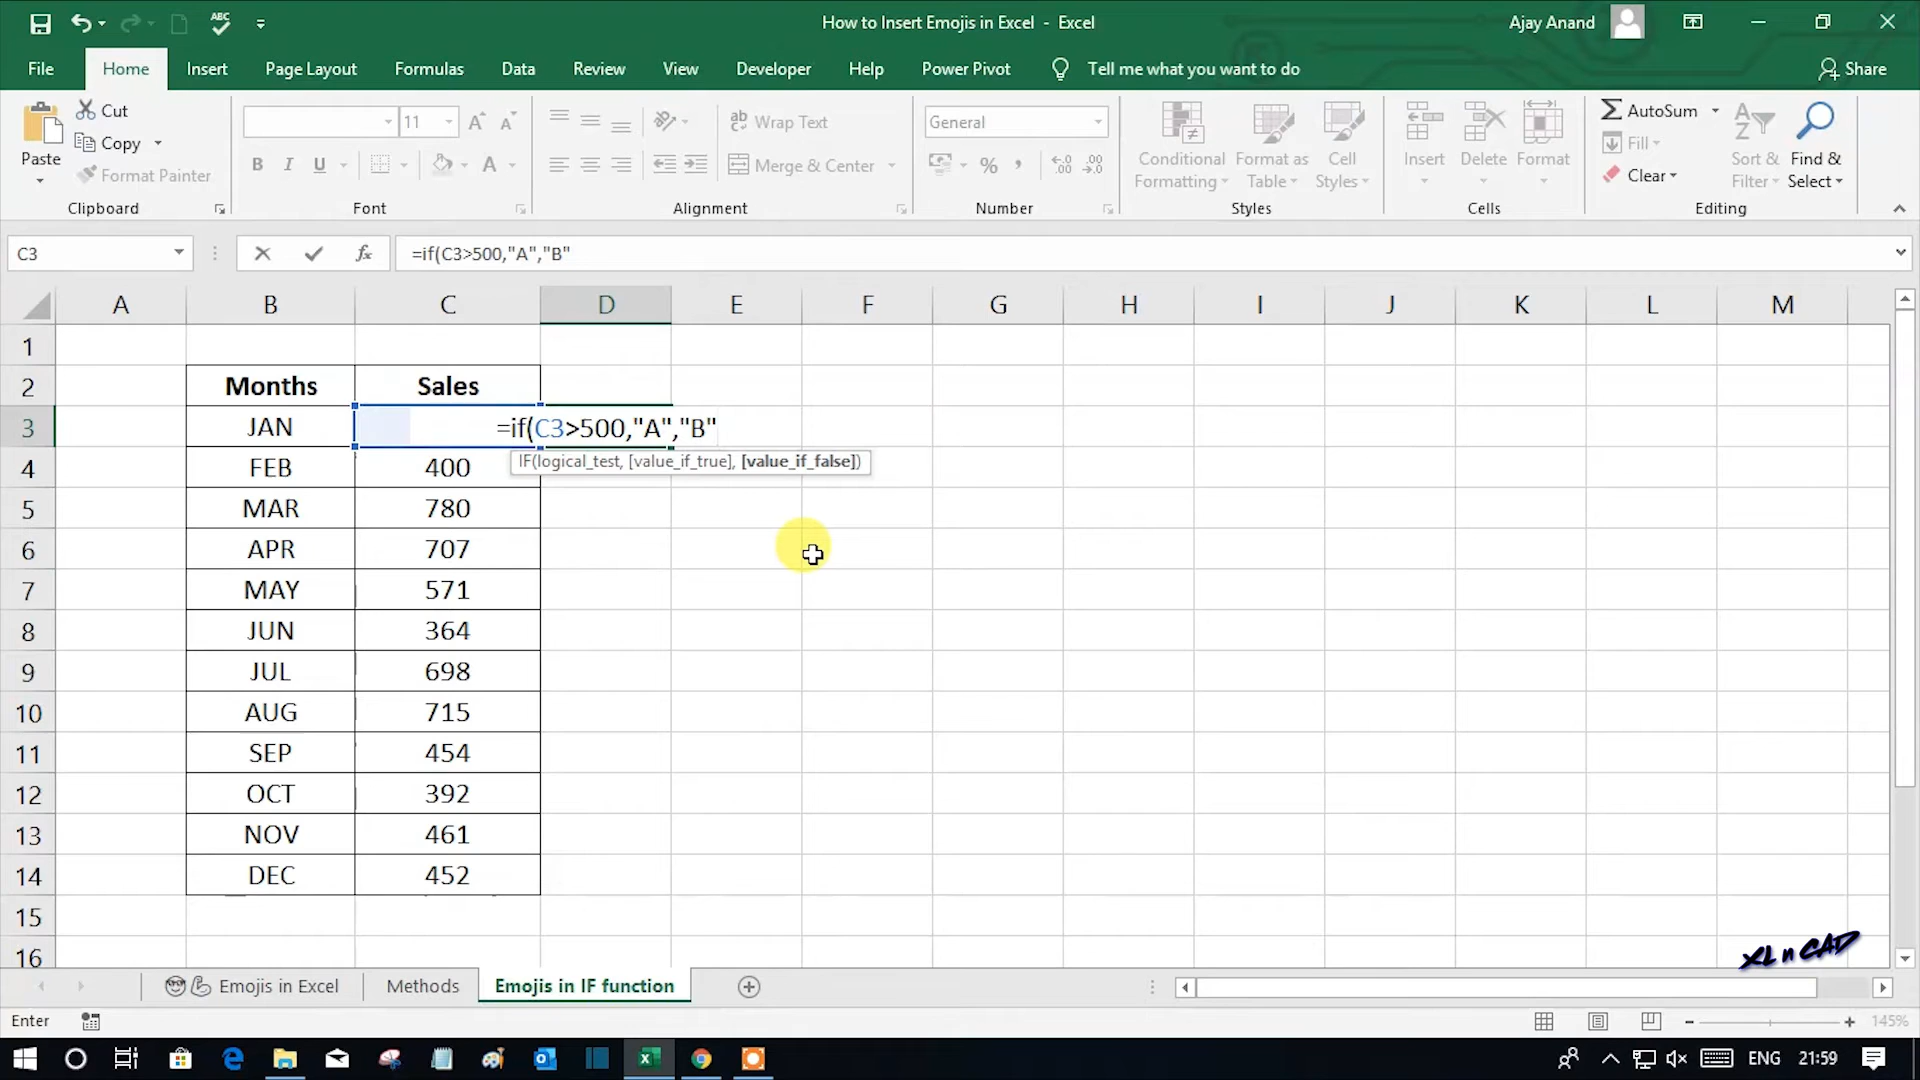 ABC
How to Insert Emojis in Excel - Excel
Ajay Anand
File Home Insert Page Layout Formulas Data Review View Developer Help Power Pivot Tell me what you want to do Share
Paste
Cut
Copy
Format Painter
Clipboard
11
B I U
Font
Wrap Text
Merge & Center
Alignment
General
Number
Conditional Formatting
Format as Table
Cell Styles
Styles
Insert
Delete
Format
Cells
AutoSum
Fill
Clear
Sort & Filter
Find & Select
Editing
C3
fx
=if(C3>500,"A","B"
A B C D E F G H I J K L M
1
2 Months Sales
3 JAN =if(C3>500,"A","B"
IF(logical_test, [value_if_true], [value_if_false])
4 FEB 400
5 MAR 780
6 APR 707
7 MAY 571
8 JUN 364
9 JUL 698
10 AUG 715
11 SEP 454
12 OCT 392
13 NOV 461
14 DEC 452
15
16
XL n CAD
Emojis in Excel Methods Emojis in IF function
Enter
145%
ENG 21:59